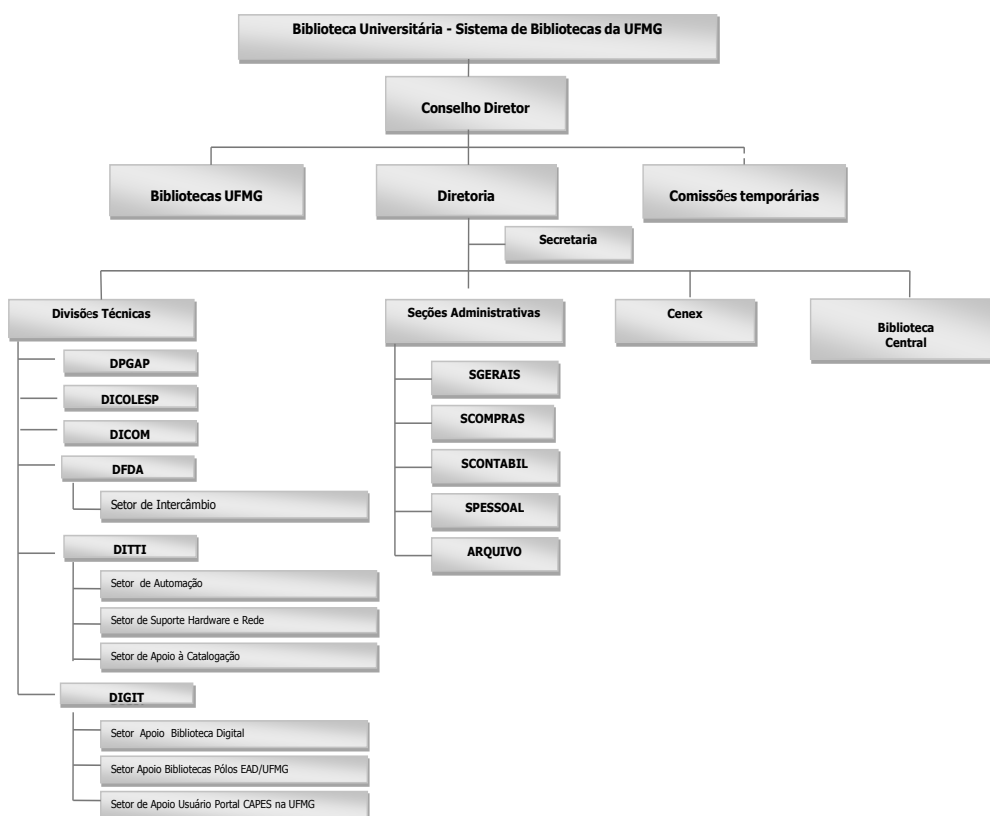 Biblioteca Universitária - Sistema de Bibliotecas da UFMG
Conselho Diretor
Bibliotecas UFMG
Diretoria
Comissões temporárias
Secretaria
Divisões Técnicas
Seções Administrativas
Cenex
Biblioteca
Central
DPGAP
DICOLESP
DICOM
DFDA
Setor de Intercâmbio
DITTI
Setor de Automação
Setor de Suporte Hardware e Rede
Setor de Apoio à Catalogação
DIGIT
Setor Apoio Biblioteca Digital
Setor Apoio Bibliotecas Pólos EAD/UFMG
Setor de Apoio Usuário Portal CAPES na UFMG
SGERAIS
SCOMPRAS
SCONTABIL
SPESSOAL
ARQUIVO